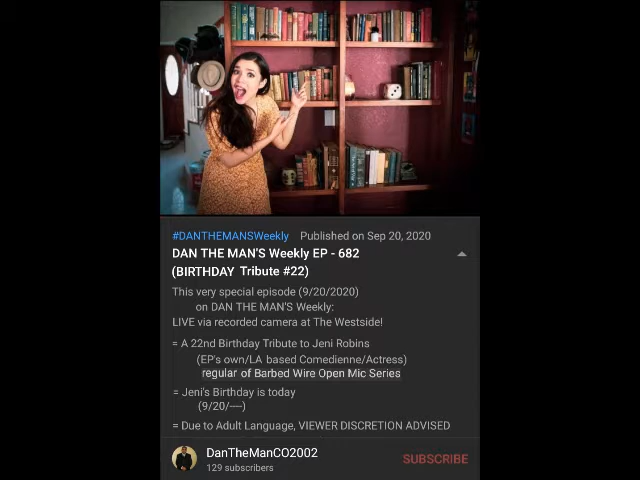 #DANTHEMANSWeekly Published on Sep 20, 2020
DAN THE MAN'S Weekly EP - 682
(BIRTHDAY Tribute #22)
This very special episode (9/20/2020)
on DAN THE MAN'S Weekly:
LIVE via recorded camera at The Westside!
= A 22nd Birthday Tribute to Jeni Robins
(EP's own/LA based Comedienne/Actress)
regular of Barbed Wire Open Mic Series
= Jeni's Birthday is today
(9/20/----)
= Due to Adult Language, VIEWER DISCRETION ADVISED
DanTheManCO2002
129 subscribers
SUBSCRIBE